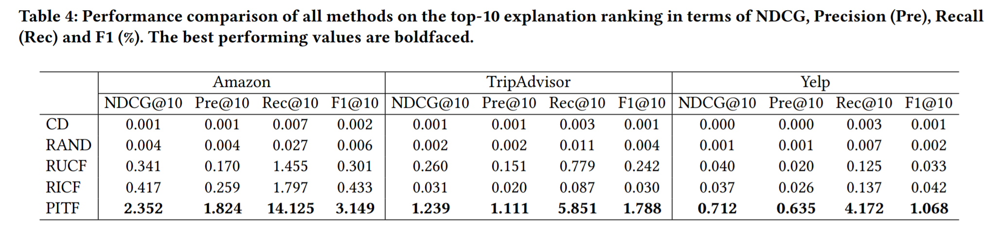 Table 4: Performance comparison of all methods on the top-10 explanation ranking in terms of NDCG, Precision (Pre), Recall
(Rec) and F1 (%). The best performing values are boldfaced.
Amazon TripAdvisor Yelp
NDCG@10 Pre@10 Rec@10 F1@10 NDCG@10 Pre@10 Rec@10 F1@10 NDCG@10 Pre@10 Rec@10 F1@10
CD 0.001 0.001 0.007 0.002 0.001 0.001 0.003 0.001 0.000 0.000 0.003 0.001
RAND 0.004 0.004 0.027 0.006 0.002 0.002 0.011 0.004 0.001 0.001 0.007 0.002
RUCF 0.341 0.170 1.455 0.301 0.260 0.151 0.779 0.242 0.040 0.020 0.125 0.033
RICF 0.417 0.259 1.797 0.433 0.031 0.020 0.087 0.030 0.037 0.026 0.137 0.042
PITF 2.352 1.824 14.125 3.149 1.239 1.111 5.851 1.788 0.712 0.635 4.172 1.068